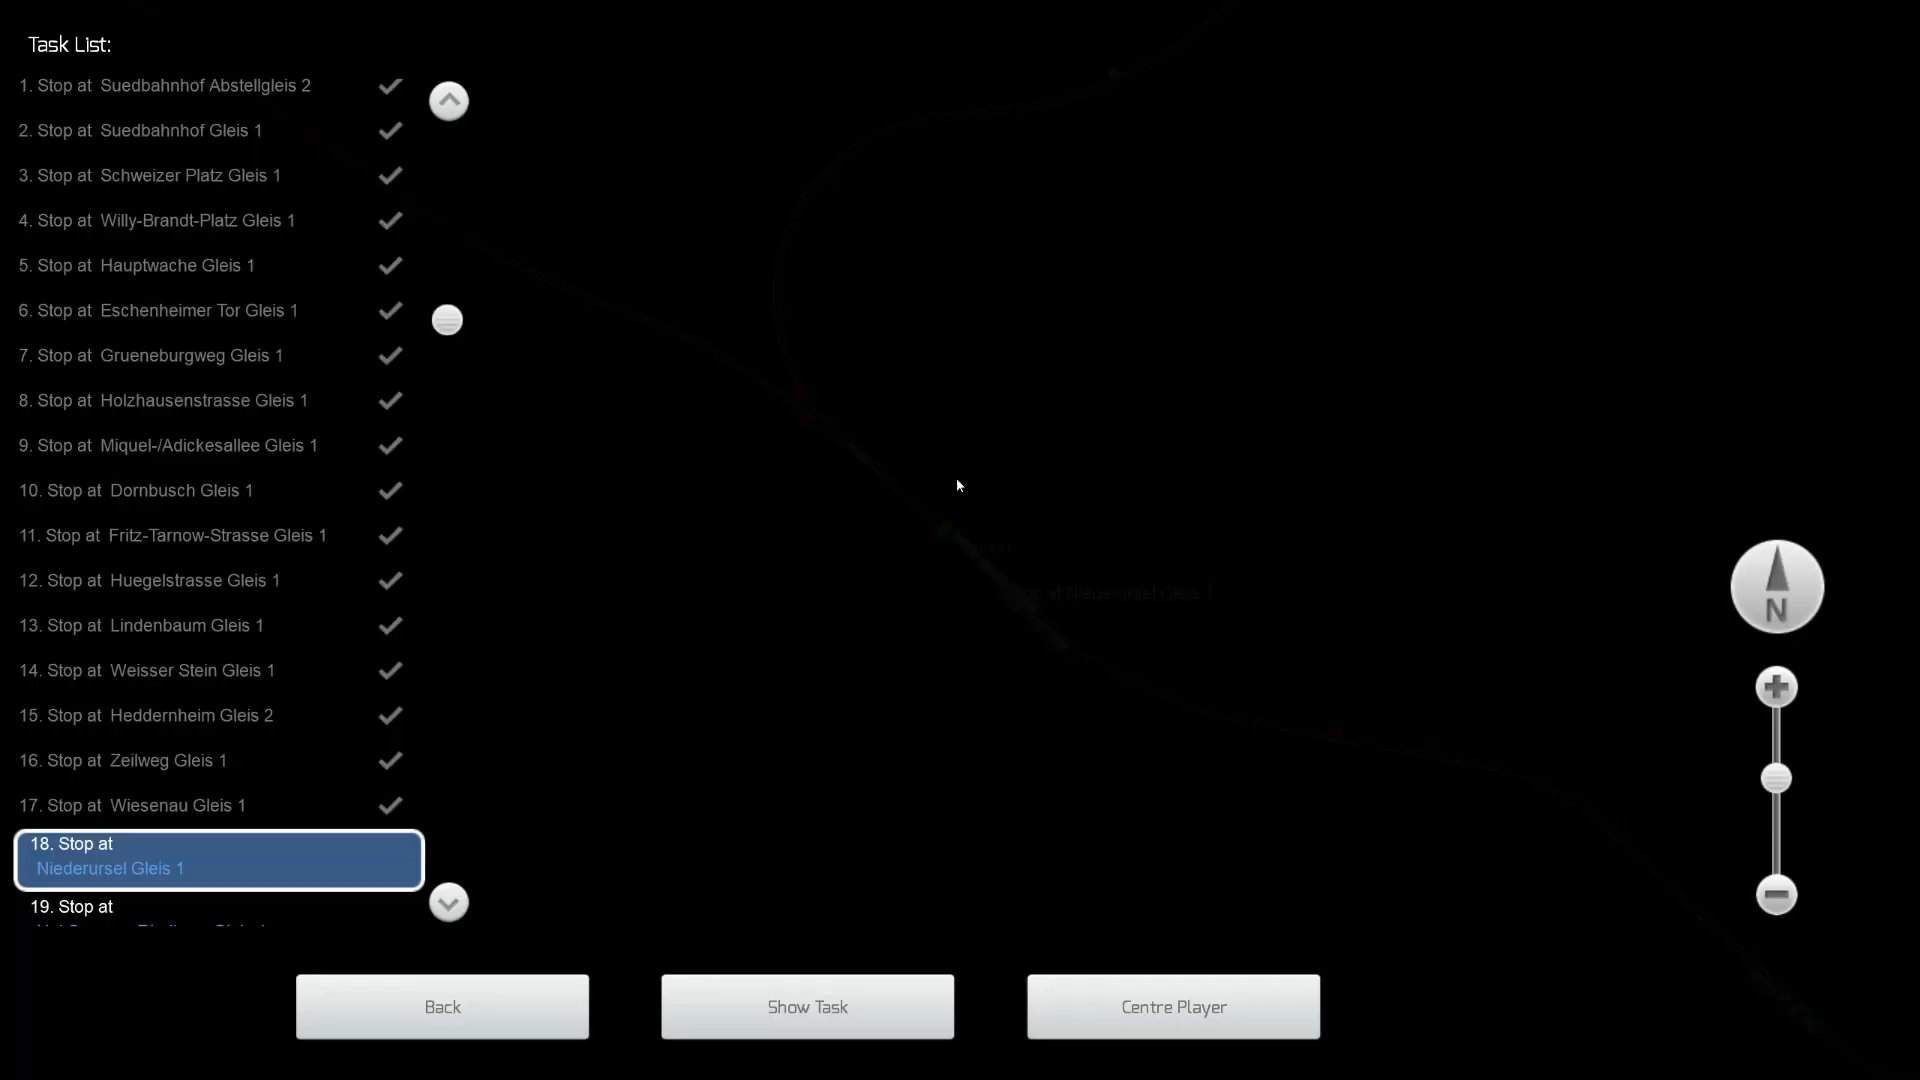 Task List:
1. Stop at Suedbahnhof Abstellgleis 2
2. Stop at Suedbahnhof Gleis 1
3. Stop at Schweizer Platz Gleis 1
4. Stop at Willy-Brandt-Platz Gleis 1
5. Stop at Hauptwache Gleis 1
6. Stop at Eschenheimer Tor Gleis 1
7. Stop at Grueneburgweg Gleis 1
8. Stop at Holzhausenstrasse Gleis 1
9. Stop at Miquel-/Adickesallee Gleis 1
10. Stop at Dornbusch Gleis 1
11. Stop at Fritz-Tarnow-Strasse Gleis 1
12. Stop at Huegelstrasse Gleis 1
13. Stop at Lindenbaum Gleis 1
14. Stop at Weisser Stein Gleis 1
15. Stop at Heddernheim Gleis 2
16. Stop at Zeilweg Gleis 1
17. Stop at Wiesenau Gleis 1
18. Stop at
Niederursel Gleis 1
19. Stop at
at Niederursel Gleis 1
N
Back
Show Task
Centre Player